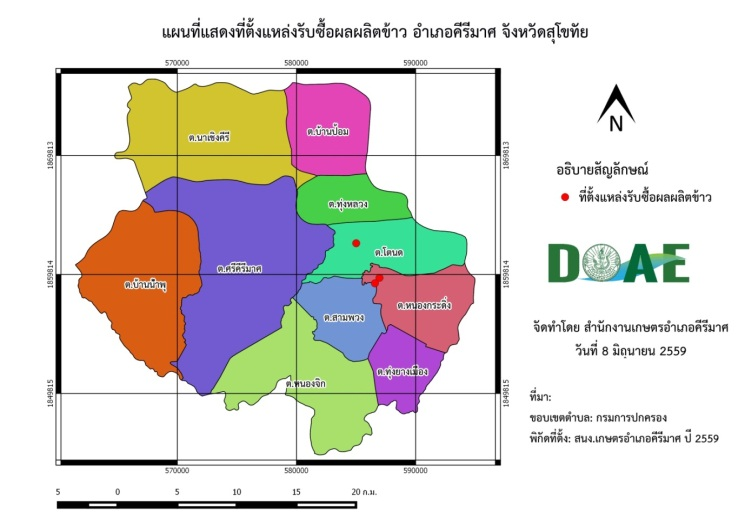 แผนที่แสดงที่ตั้งแหล่งรับซื้อผลผลิตข้าว อำเภอคีรีมาศ จังหวัดสุโขทัย
570000 580000 590000
1869813 1869813
1859814 1859814
1849815 1849815
ต.นาเชิงคีรี
ต.บ้านป้อม
ต.ทุ่งหลวง
ต.โตนด
ต.ศรีคีรีมาศ
ต.บ้านน้ำพุ
ต.หนองกระดิ่ง
ต.สามพวง
ต.ทุ่งยางเมือง
ต.หนองจิก
570000 580000 590000
5 0 5 10 15 20 ก.ม.
N
อธิบายสัญลักษณ์
ที่ตั้งแหล่งรับซื้อผลผลิตข้าว
DOAE
จัดทำโดย สำนักงานเกษตรอำเภอคีรีมาศ
วันที่ 8 มิถุนายน 2559
ที่มา:
ขอบเขตตำบล: กรมการปกครอง
พิกัดที่ตั้ง: สนง.เกษตรอำเภอคีรีมาศ ปี 2559